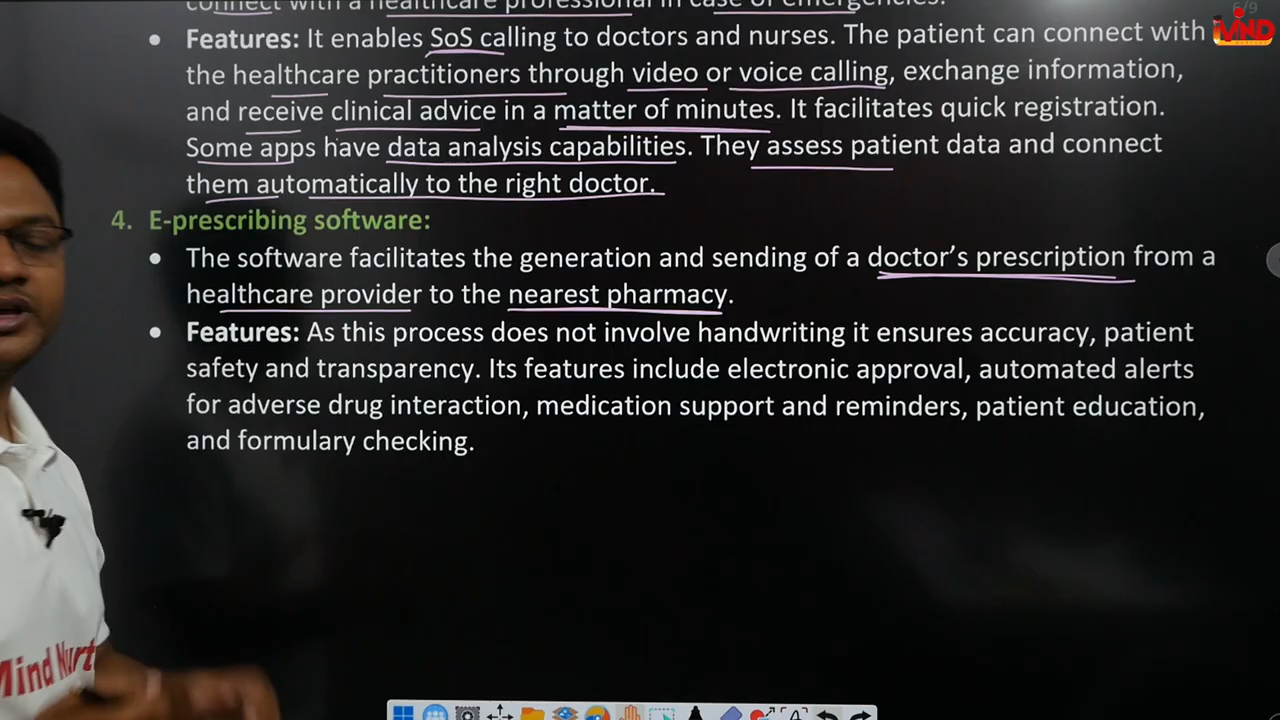 connect with a healthcare professional in case of emergencies.
6/9
MIND
• Features: It enables SoS calling to doctors and nurses. The patient can connect with
the healthcare practitioners through video or voice calling, exchange information,
and receive clinical advice in a matter of minutes. It facilitates quick registration.
Some apps have data analysis capabilities. They assess patient data and connect
them automatically to the right doctor.
4. E-prescribing software:
• The software facilitates the generation and sending of a doctor's prescription from a
healthcare provider to the nearest pharmacy.
• Features: As this process does not involve handwriting it ensures accuracy, patient
safety and transparency. Its features include electronic approval, automated alerts
for adverse drug interaction, medication support and reminders, patient education,
and formulary checking.
Mind Nurt